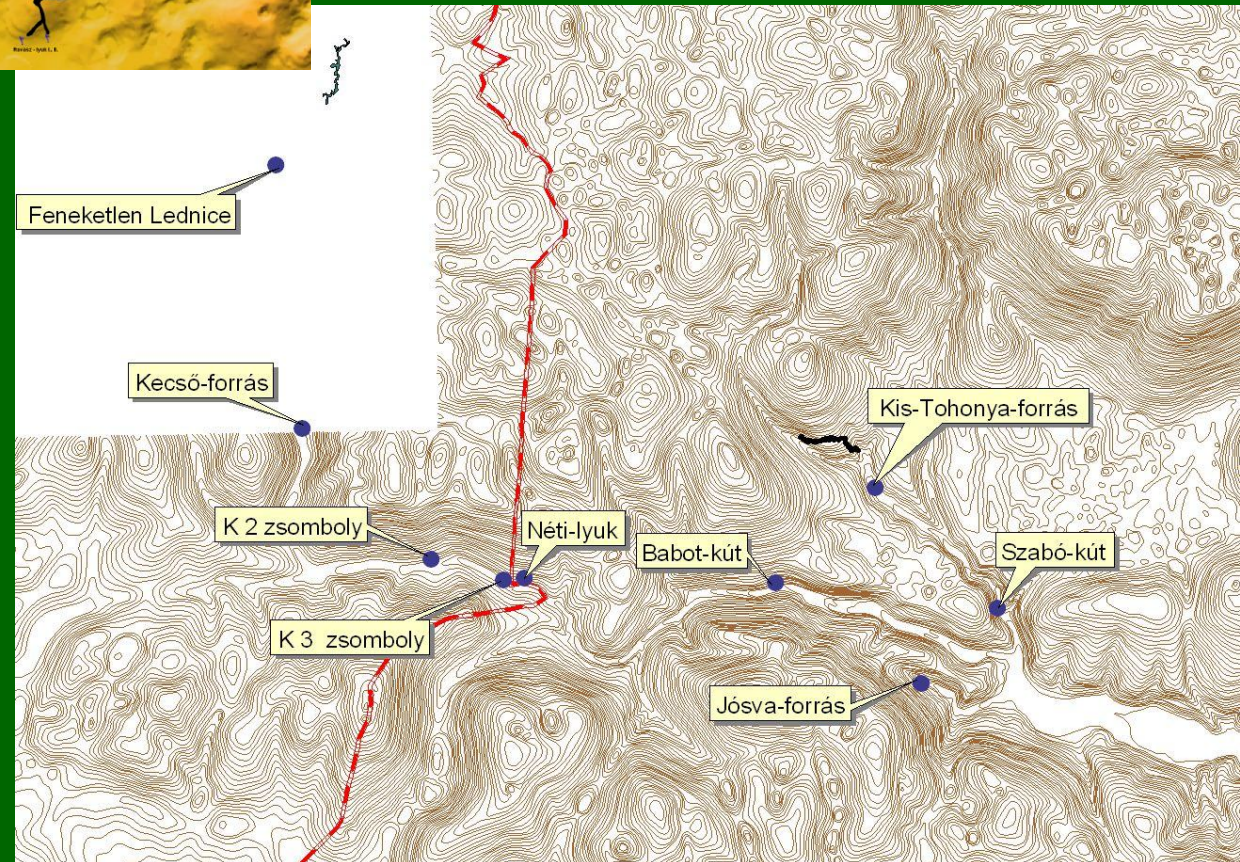 Feneketlen Lednice
Kecső-forrás
Kis-Tohonya-forrás
K 2 zsomboly
Néti-lyuk
Babot-kút
Szabó-kút
K 3 zsomboly
Jósva-forrás